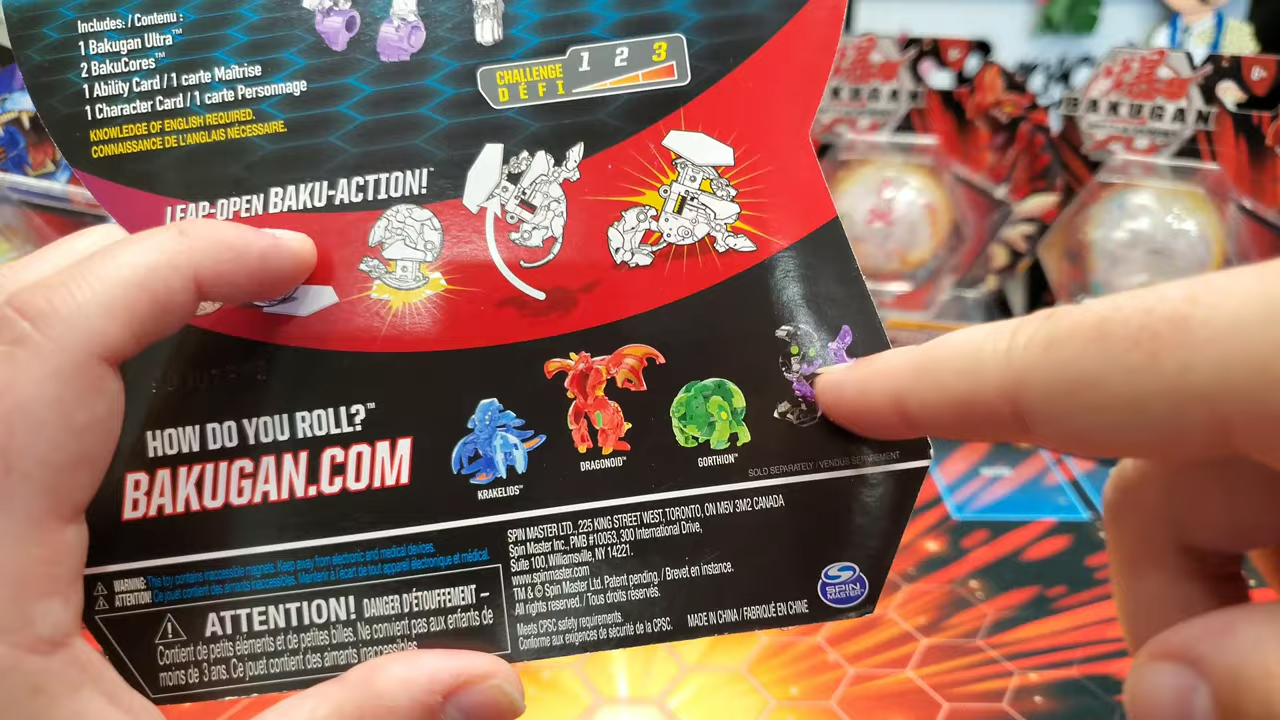 Includes: / Contenu :
1 Bakugan Ultra™
2 BakuCores™
1 Ability Card / 1 carte Maîtrise
1 Character Card / 1 carte Personnage
KNOWLEDGE OF ENGLISH REQUIRED.
CONNAISSANCE DE L'ANGLAIS NÉCESSAIRE.
CHALLENGE
DÉFI
1 2 3
LEAP-OPEN BAKU-ACTION!™
HOW DO YOU ROLL?™
BAKUGAN.COM
KRAKELIOS™
DRAGONOID™
GORTHION™
SOLD SEPARATELY / VENDUS SÉPARÉMENT
WARNING: This toy contains inaccessible magnets. Keep away from electronic and medical devices.
ATTENTION! Ce jouet contient des aimants inaccessibles. Maintenir à l'écart de tout appareil électronique et médical.
ATTENTION! DANGER D'ÉTOUFFEMENT –
Contient de petits éléments et de petites billes. Ne convient pas aux enfants de
moins de 3 ans. Ce jouet contient des aimants inaccessibles.
SPIN MASTER LTD., 225 KING STREET WEST, TORONTO, ON M5V 3M2 CANADA
Spin Master Inc., PMB #10053, 300 International Drive,
Suite 100, Williamsville, NY 14221.
www.spinmaster.com
TM & © Spin Master Ltd. Patent pending. / Brevet en instance.
All rights reserved. / Tous droits réservés.
Meets CPSC safety requirements.
Conforme aux exigences de sécurité de la CPSC.
MADE IN CHINA / FABRIQUÉ EN CHINE
SPIN
MASTER™
BAKUGAN
BAKUGAN